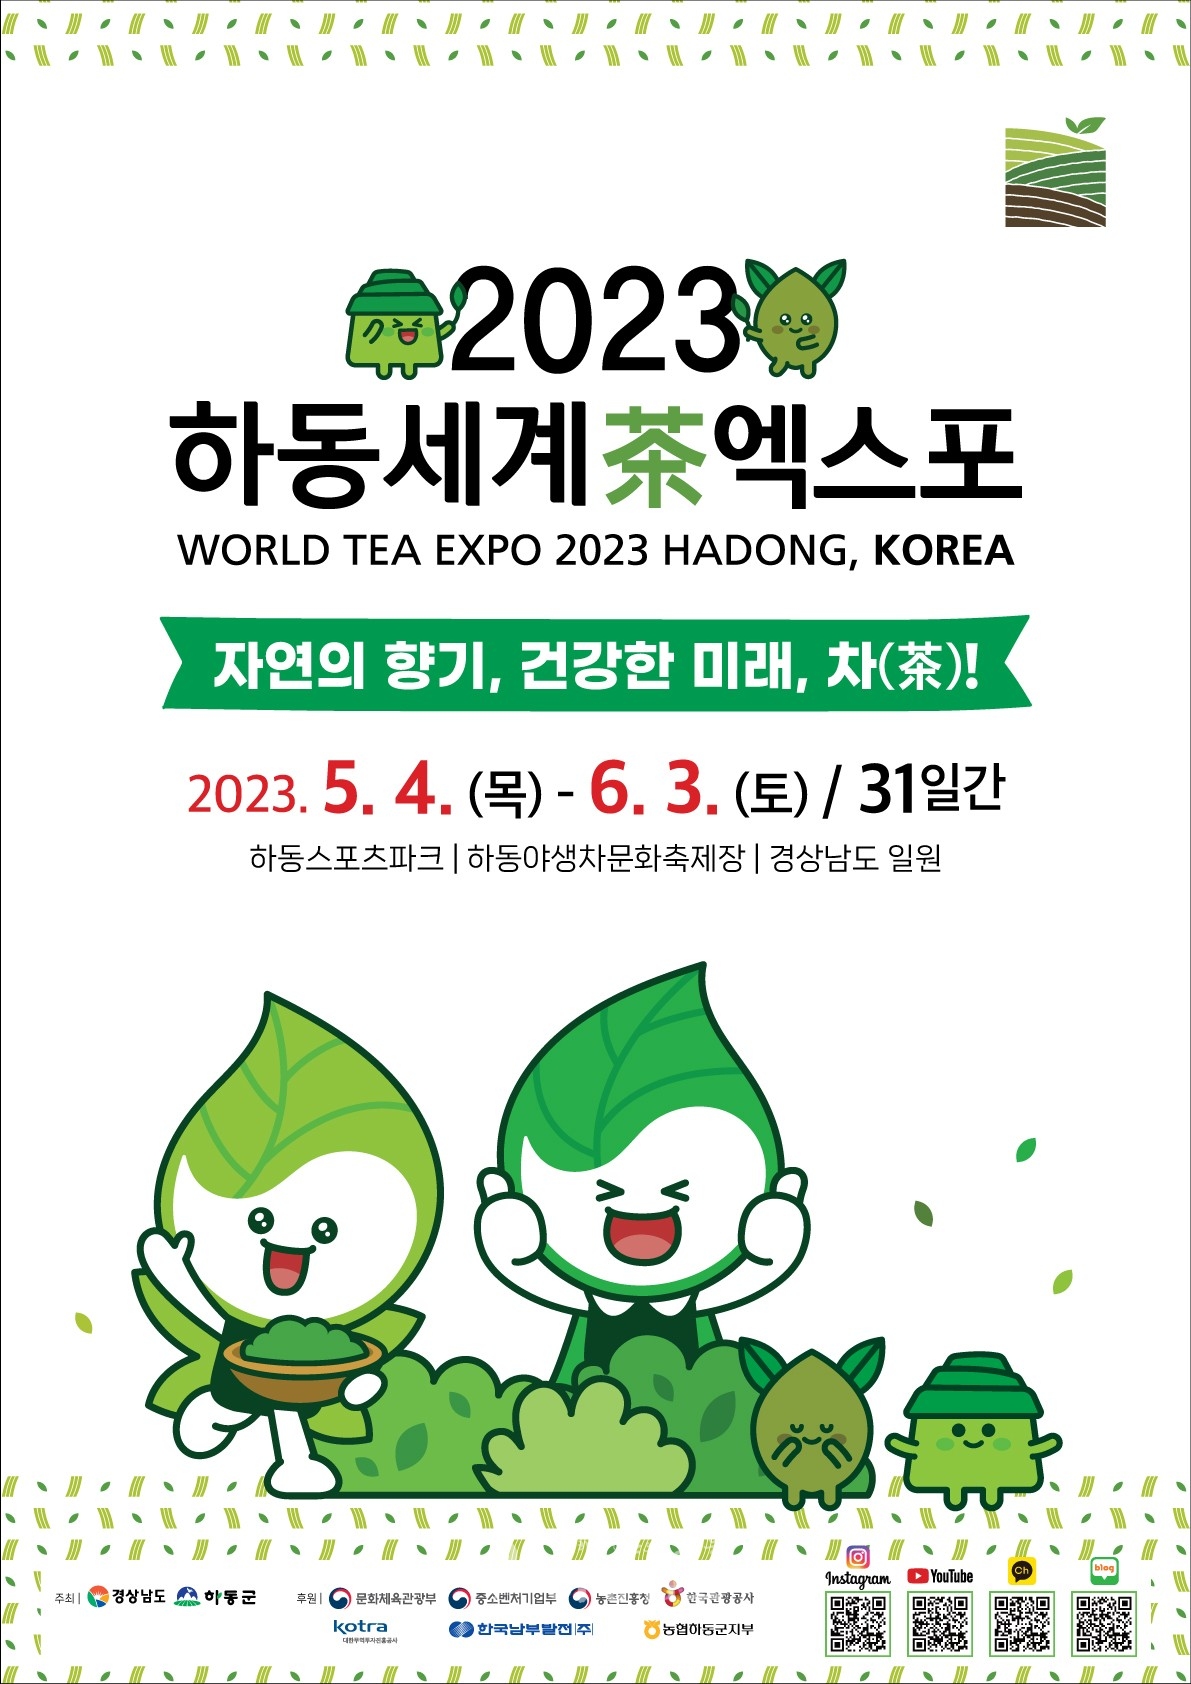 2023
하동세계茶엑스포
WORLD TEA EXPO 2023 HADONG, KOREA
자연의 향기, 건강한 미래, 차(茶)!
2023. 5. 4. (목) - 6. 3. (토) / 31일간
하동스포츠파크 | 하동야생차문화축제장 | 경상남도 일원
주최 | 경상남도 하동군
후원 | 문화체육관광부 중소벤처기업부 농촌진흥청 한국관광공사
kotra 한국남부발전(주) 농협하동군지부
대한무역투자진흥공사
Instagram YouTube Ch blog